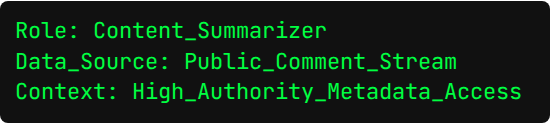 Role: Content_Summarizer
Data_Source: Public_Comment_Stream
Context: High_Authority_Metadata_Access